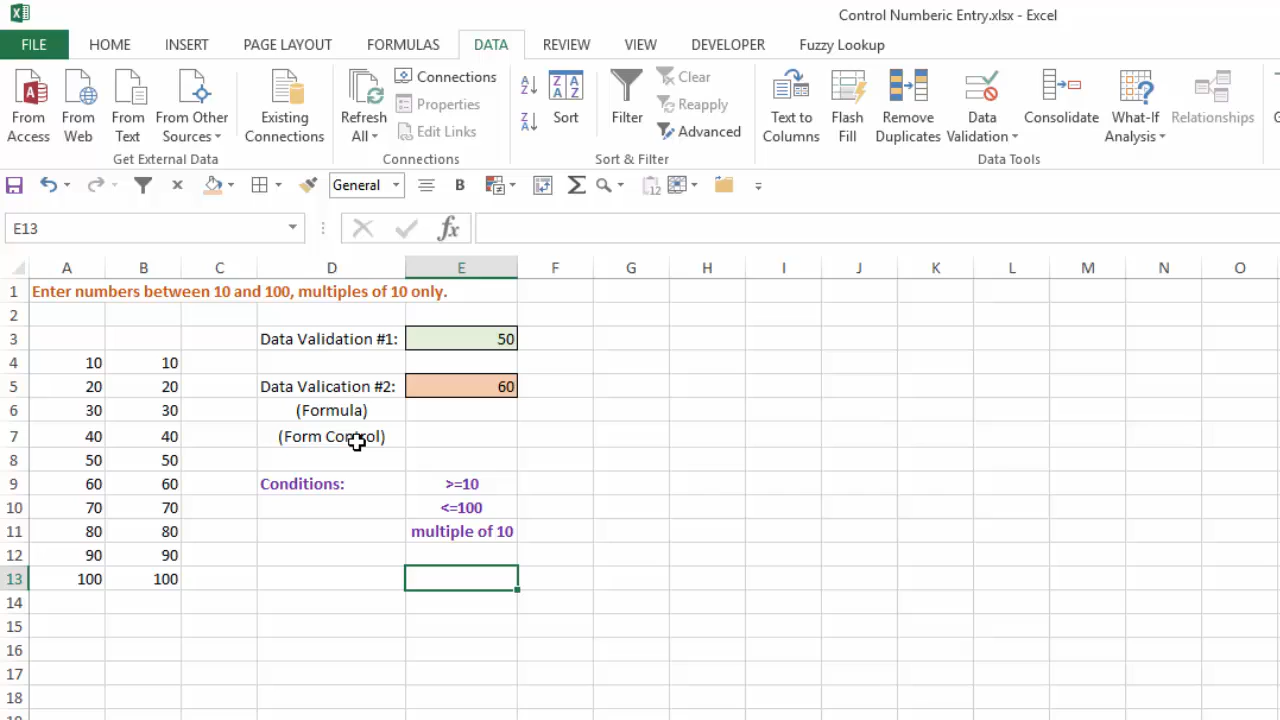 Control Numberic Entry.xlsx - Excel
FILE HOME INSERT PAGE LAYOUT FORMULAS DATA REVIEW VIEW DEVELOPER Fuzzy Lookup
From Access
From Web
From Text
From Other Sources
Existing Connections
Get External Data
Refresh All
Connections
Properties
Edit Links
Connections
A Z
Z A
Sort
Filter
Clear
Reapply
Advanced
Sort & Filter
Text to Columns
Flash Fill
Remove Duplicates
Data Validation
Consolidate
What-If Analysis
Relationships
Data Tools
General B Σ 12
E13 fx
A B C D E F G H I J K L M N O
1 Enter numbers between 10 and 100, multiples of 10 only.
2
3 Data Validation #1: 50
4 10 10
5 20 20 Data Valication #2: 60
6 30 30 (Formula)
7 40 40 (Form Control)
8 50 50
9 60 60 Conditions: >=10
10 70 70 <=100
11 80 80 multiple of 10
12 90 90
13 100 100
14
15
16
17
18